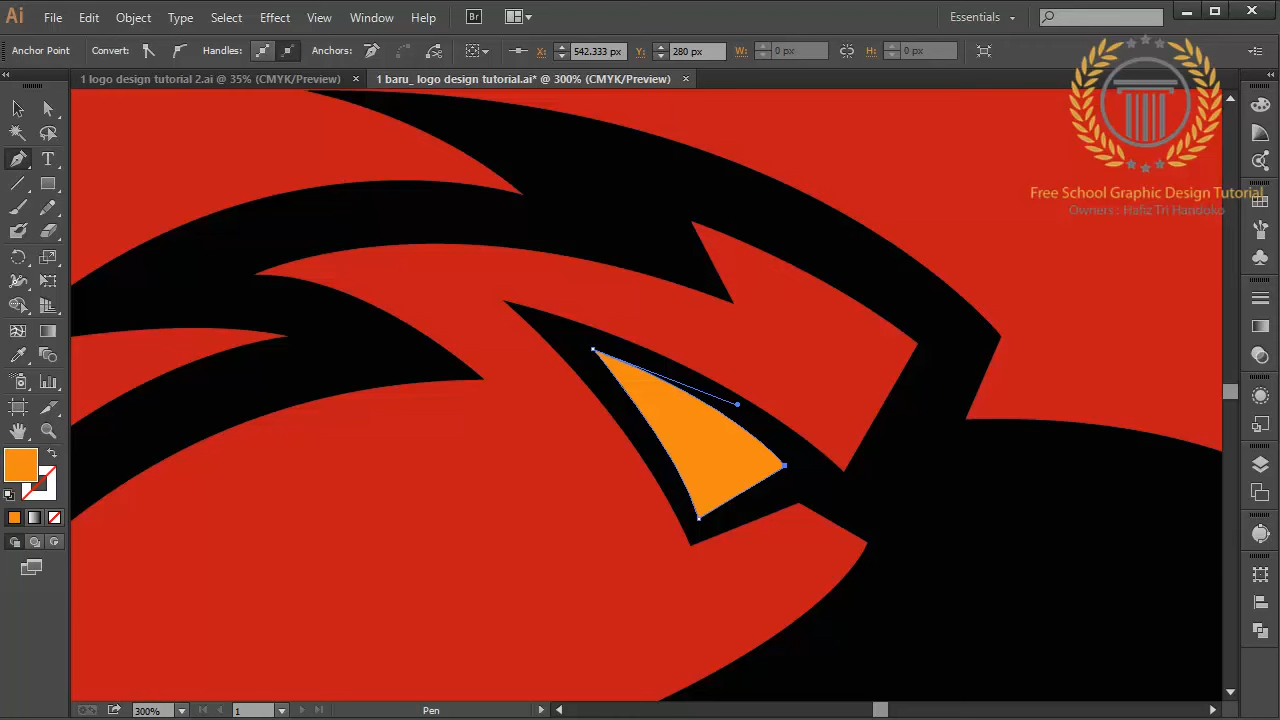 Ai File Edit Object Type Select Effect View Window Help Br Essentials
Anchor Point Convert: Handles: Anchors: X: 542.333 px Y: 280 px W: 0 px H: 0 px
1 logo design tutorial 2.ai @ 35% (CMYK/Preview) × 1 baru_ logo design tutorial.ai* @ 300% (CMYK/Preview) ×
T
Free School Graphic Design Tutorial
Owners : Hafiz Tri Handoko
300% 1 Pen